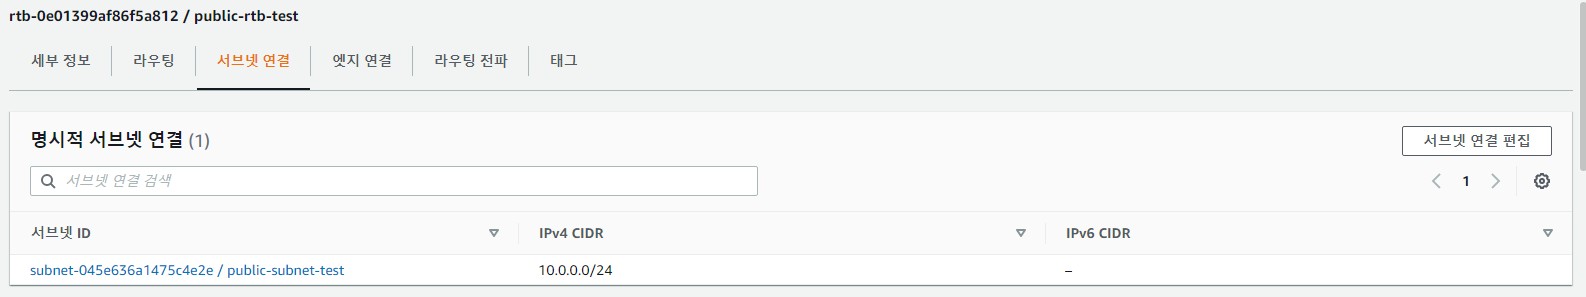 rtb-0e01399af86f5a812 / public-rtb-test
세부 정보 라우팅 서브넷 연결 엣지 연결 라우팅 전파 태그
명시적 서브넷 연결 (1) 서브넷 연결 편집
서브넷 연결 검색 1
서브넷 ID IPv4 CIDR IPv6 CIDR
subnet-045e636a1475c4e2e / public-subnet-test 10.0.0.0/24 –